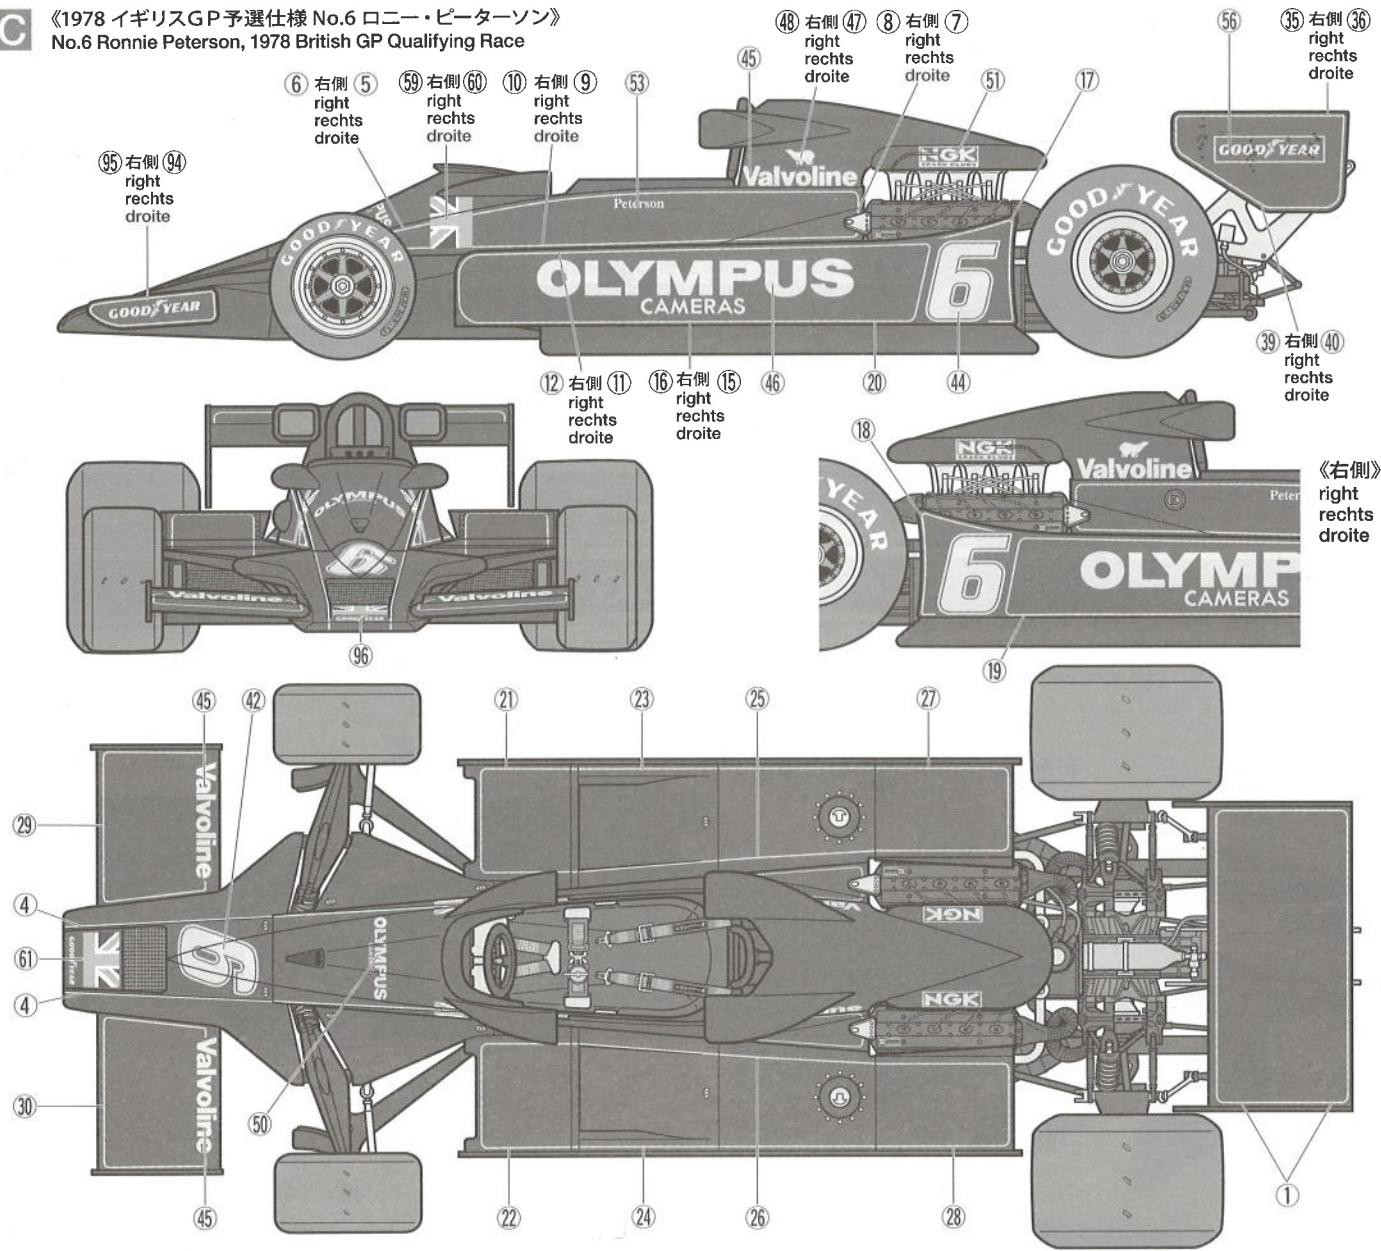 C
《1978 イギリスGP予選仕様 No.6 ロニー・ピーターソン》
No.6 Ronnie Peterson, 1978 British GP Qualifying Race
㊽ 右側 ㊼
right
rechts
droite
⑧ 右側 ⑦
right
rechts
droite
56
㉟ 右側 ㊱
right
rechts
droite
⑥ 右側 ⑤
right
rechts
droite
59 右側 60
right
rechts
droite
⑩ 右側 ⑨
right
rechts
droite
53
㊺
51
⑰
95 右側 94
right
rechts
droite
Valvoline
NGK
GOODYEAR
Peterson
GOODYEAR
GOODYEAR
GOODYEAR
OLYMPUS
CAMERAS
6
㊴ 右側 ㊵
right
rechts
droite
⑫ 右側 ⑪
right
rechts
droite
⑯ 右側 ⑮
right
rechts
droite
㊻
⑳
㊹
OLYMPUS
6
Valvoline
Valvoline
GOODYEAR
96
⑱
NGK
Valvoline
《右側》
right
rechts
droite
YEAR
D
Peter
6
OLYMP
CAMERAS
⑲
㊺
㊷
㉑
㉓
㉕
㉗
㉙
Valvoline
④
61
GOODYEAR
6
OLYMPUS
NGK
④
NGK
㉚
Valvoline
50
㊺
㉒
㉔
㉖
㉘
①